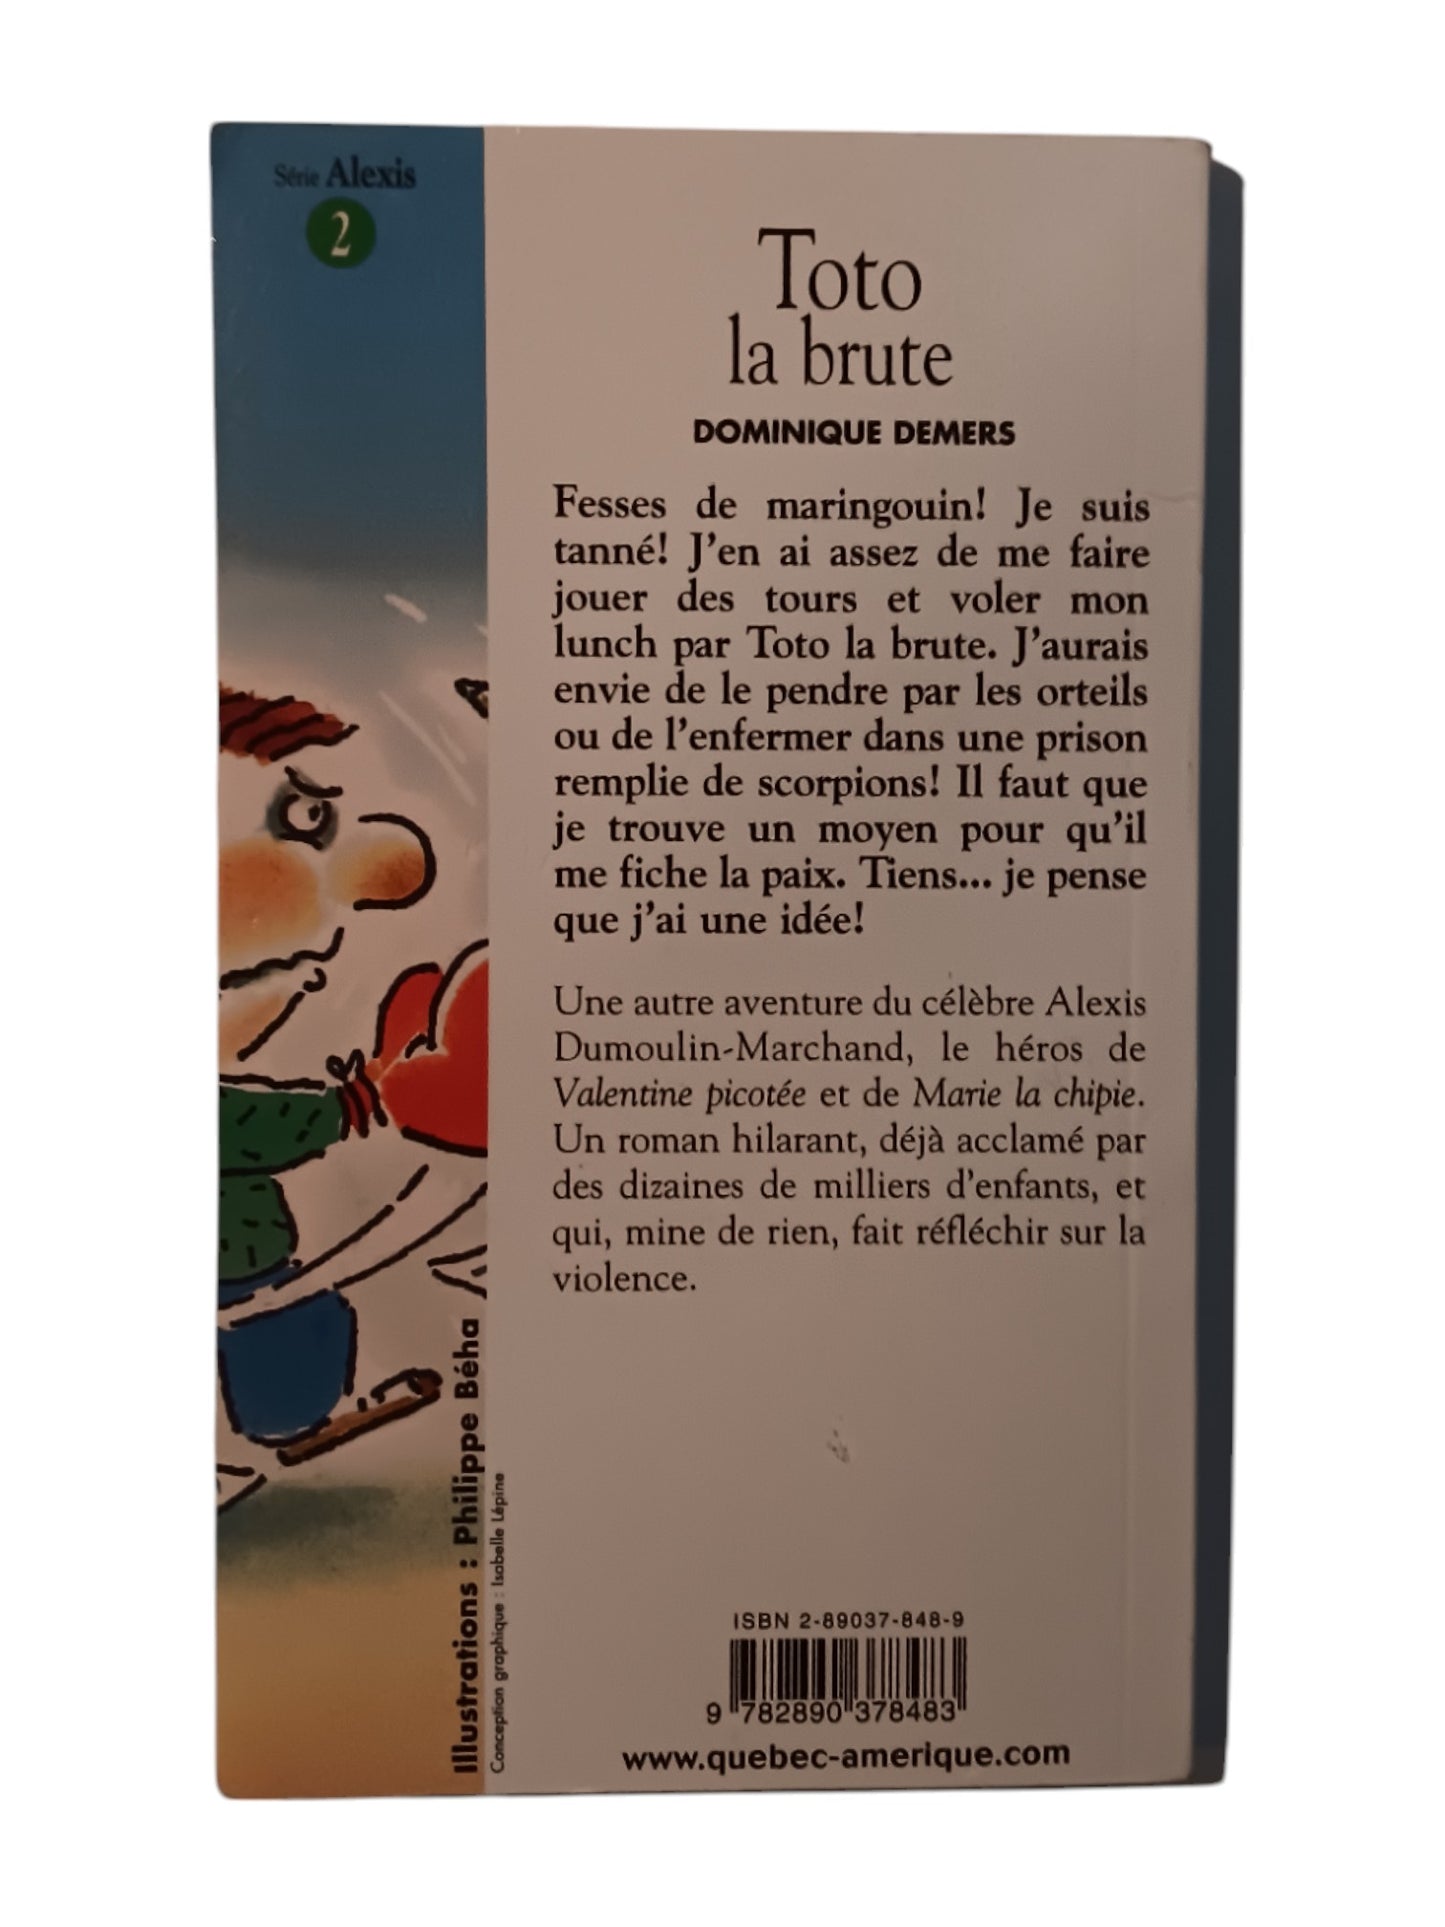 Série Alexis
2
Toto
la brute
DOMINIQUE DEMERS
Fesses de maringouin! Je suis
tanné! J'en ai assez de me faire
jouer des tours et voler mon
lunch par Toto la brute. J'aurais
envie de le pendre par les orteils
ou de l'enfermer dans une prison
remplie de scorpions! Il faut que
je trouve un moyen pour qu'il
me fiche la paix. Tiens... je pense
que j'ai une idée!
Une autre aventure du célèbre Alexis
Dumoulin-Marchand, le héros de
Valentine picotée et de Marie la chipie.
Un roman hilarant, déjà acclamé par
des dizaines de milliers d'enfants, et
qui, mine de rien, fait réfléchir sur la
violence.
Illustrations : Philippe Béha
Conception graphique : Isabelle Lépine
ISBN 2-89037-848-9
9 782890 378483
www.quebec-amerique.com